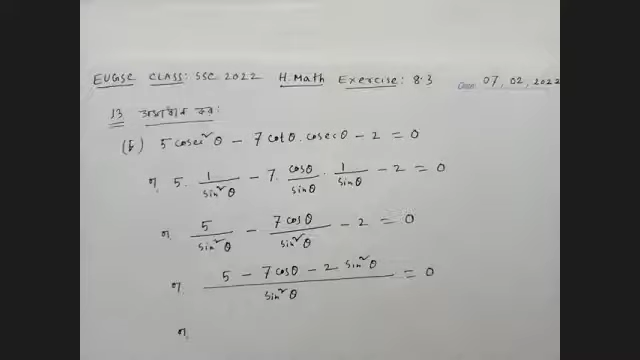 EUGSC CLASS: SSC 2022 H.Math Exercise: 8.3 Date: 07, 02, 2022
13 সমাধান কর:
(b) 5 cosec²θ - 7 cotθ. cosecθ - 2 = 0
বা, 5. 1/sin²θ - 7. cosθ/sinθ . 1/sinθ - 2 = 0
বা, 5/sin²θ - 7cosθ/sin²θ - 2 = 0
বা, (5 - 7cosθ - 2 sin²θ)/sin²θ = 0
বা,